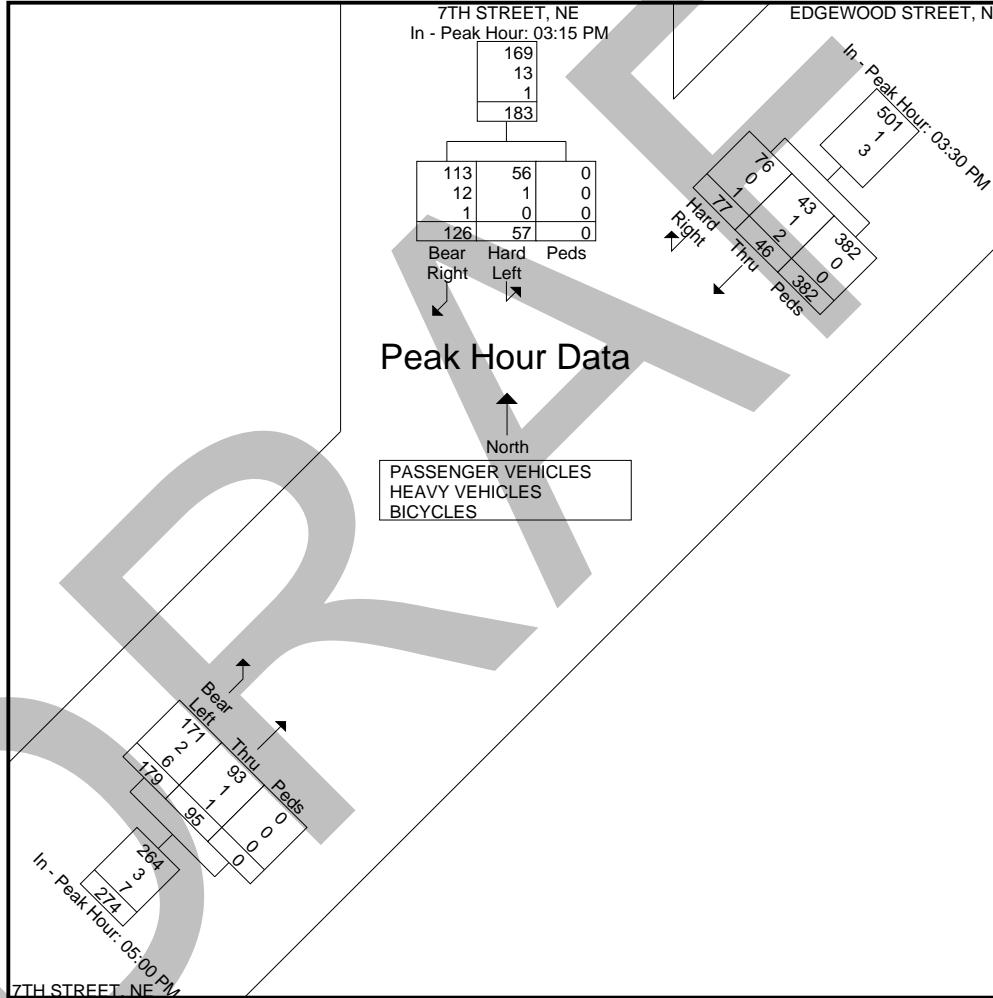 7TH STREET, NE
In - Peak Hour: 03:15 PM
169
13
1
183
113 56 0
12 1 0
1 0 0
126 57 0
Bear Hard Peds
Right Left
EDGEWOOD STREET, N
In - Peak Hour: 03:30 PM
501
1
3
76 43 382
0 1 0
1 2 0
77 46 382
Hard Thru Peds
Right
Peak Hour Data
North
PASSENGER VEHICLES
HEAVY VEHICLES
BICYCLES
Bear Thru Peds
Left
171 93 0
2 1 0
6 1 0
179 95 0
264
3
7
274
In - Peak Hour: 05:00 PM
7TH STREET, NE
DRAF